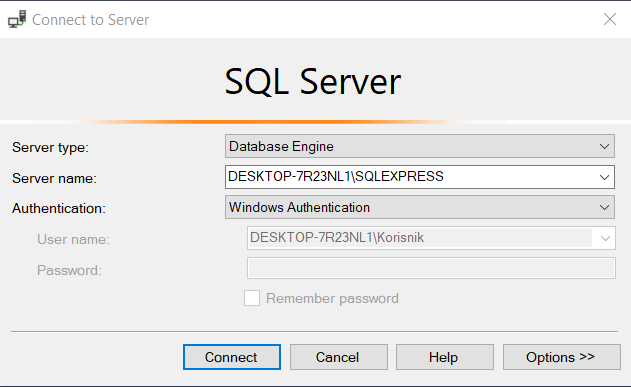 Connect to Server
SQL Server
Server type: Database Engine
Server name: DESKTOP-7R23NL1\SQLEXPRESS
Authentication: Windows Authentication
User name: DESKTOP-7R23NL1\Korisnik
Password:
Remember password
Connect Cancel Help Options >>